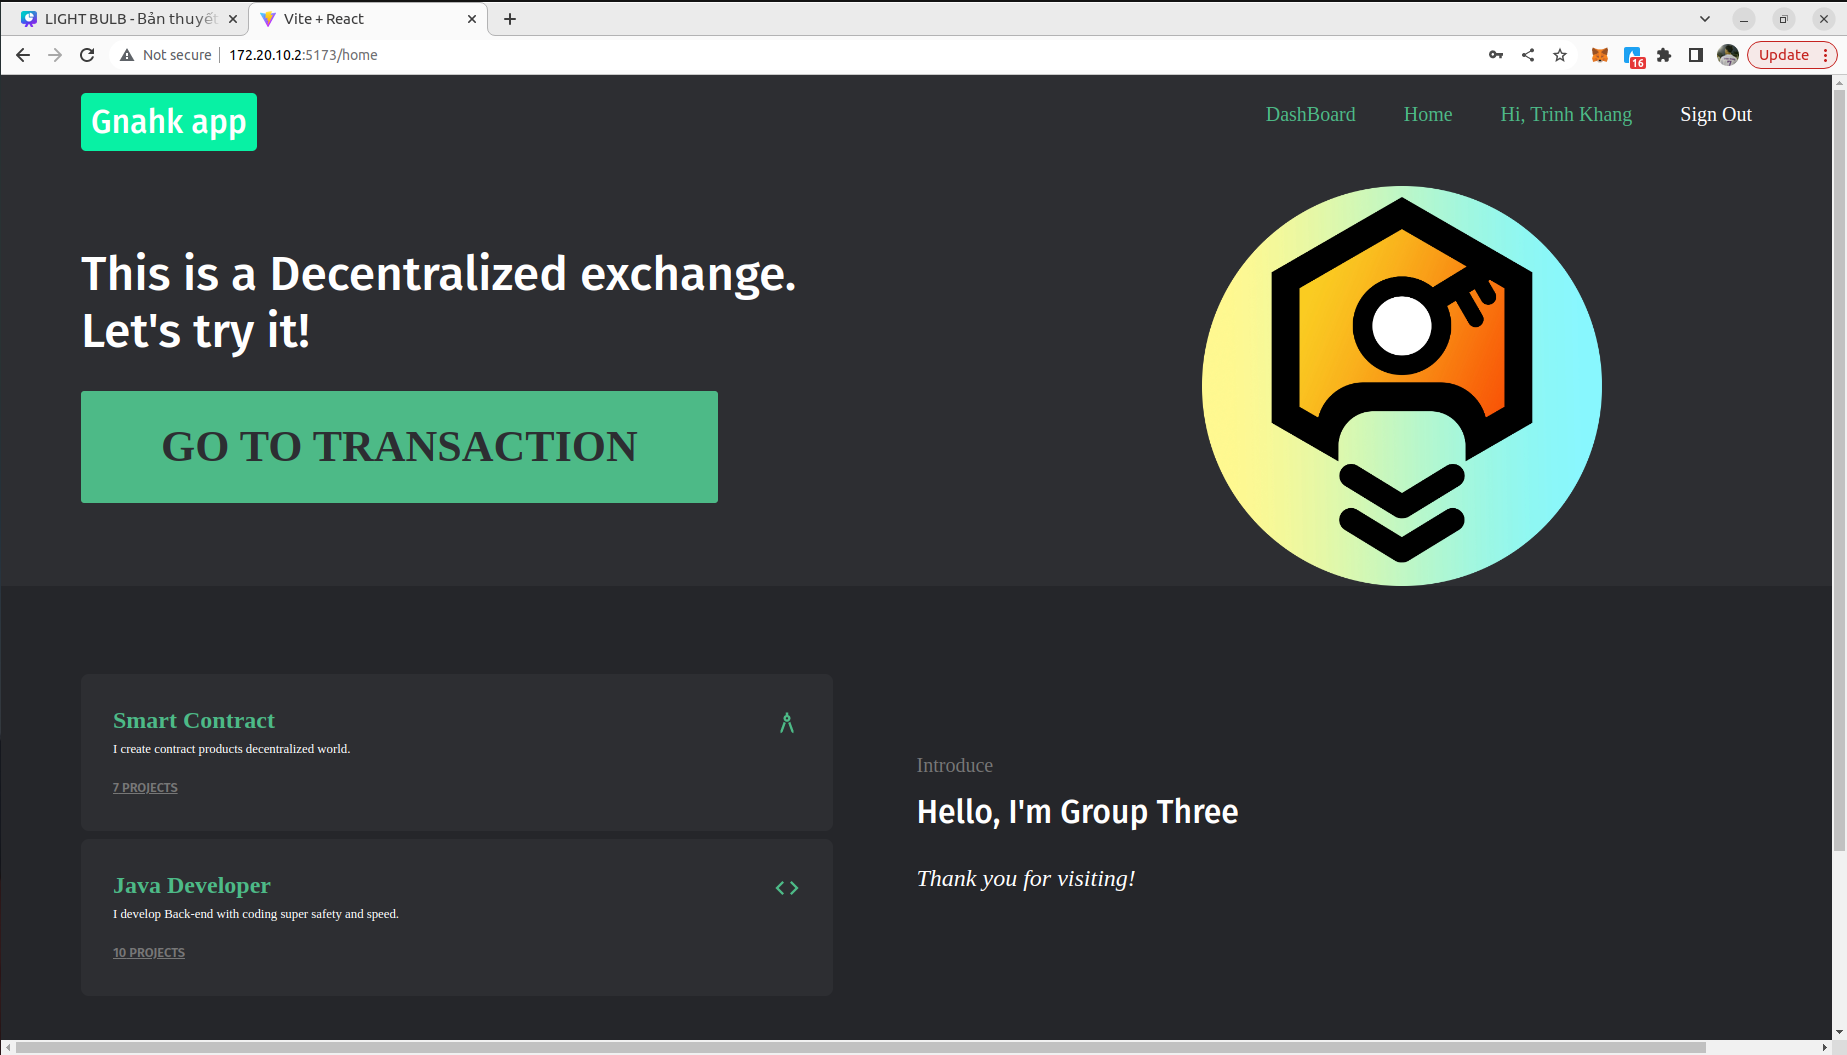 LIGHT BULB - Bản thuyết
Vite + React
Not secure
172.20.10.2:5173/home
16
Update
Gnahk app
DashBoard
Home
Hi, Trinh Khang
Sign Out
This is a Decentralized exchange.
Let's try it!
GO TO TRANSACTION
Smart Contract
I create contract products decentralized world.
7 PROJECTS
Java Developer
I develop Back-end with coding super safety and speed.
10 PROJECTS
Introduce
Hello, I'm Group Three
Thank you for visiting!